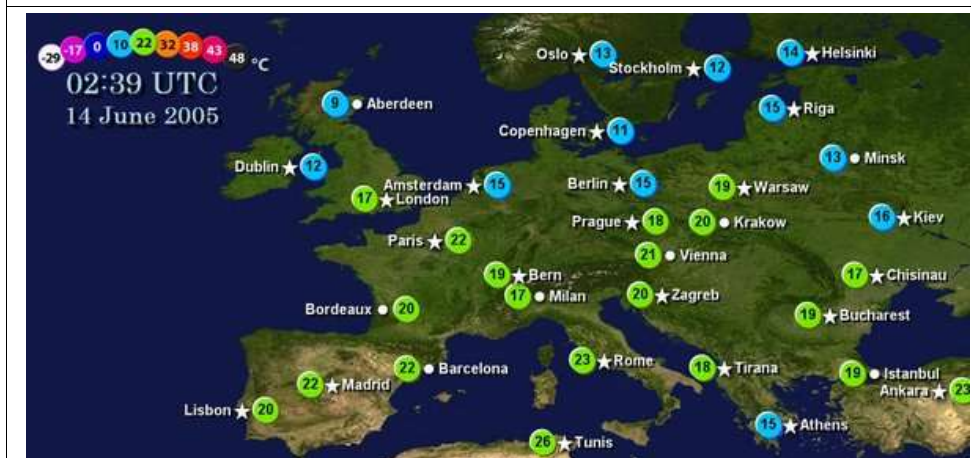 -29 -17 0 10 22 32 38 43 48 °C
02:39 UTC
14 June 2005
Oslo 13
Stockholm 12
14 Helsinki
9 Aberdeen
15 Riga
Copenhagen 11
13 Minsk
Dublin 12
Amsterdam 15
17 London
Berlin 15
19 Warsaw
Prague 18
20 Krakow
16 Kiev
Paris 22
21 Vienna
19 Bern
17 Milan
20 Zagreb
17 Chisinau
Bordeaux 20
19 Bucharest
22 Barcelona
23 Rome
18 Tirana
19 Istanbul
22 Madrid
Ankara 23
Lisbon 20
15 Athens
26 Tunis